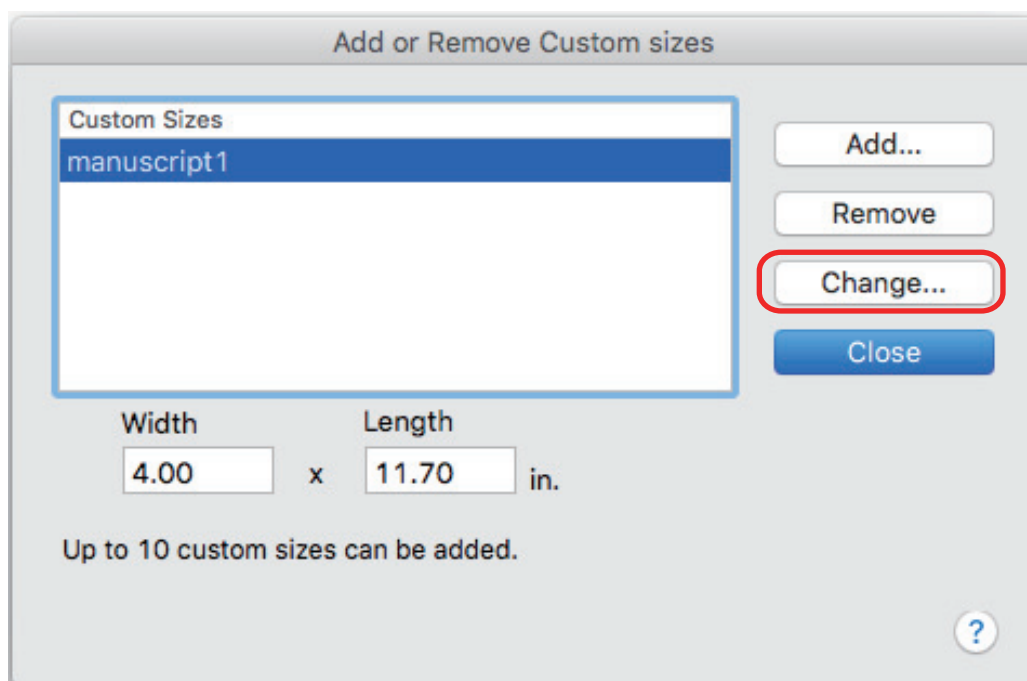 Add or Remove Custom sizes
Custom Sizes
manuscript1
Add...
Remove
Change...
Close
Width
Length
4.00 x 11.70 in.
Up to 10 custom sizes can be added.
?